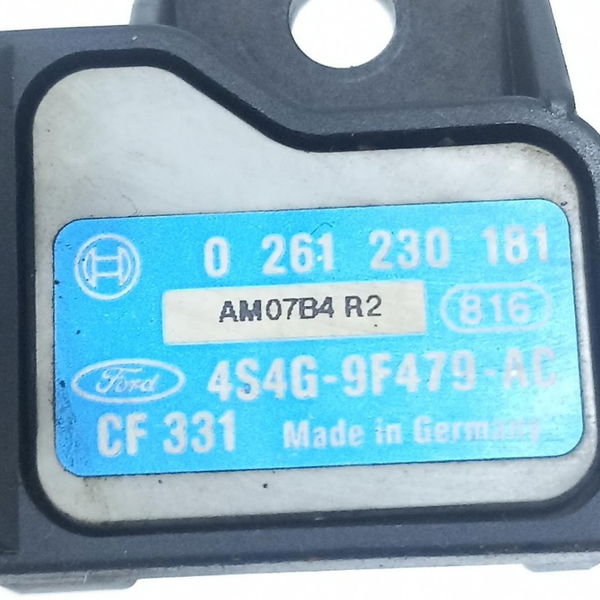 0 261 230 181
AM07B4 R2
816
Ford 4S4G-9F479-AC
CF 331 Made in Germany